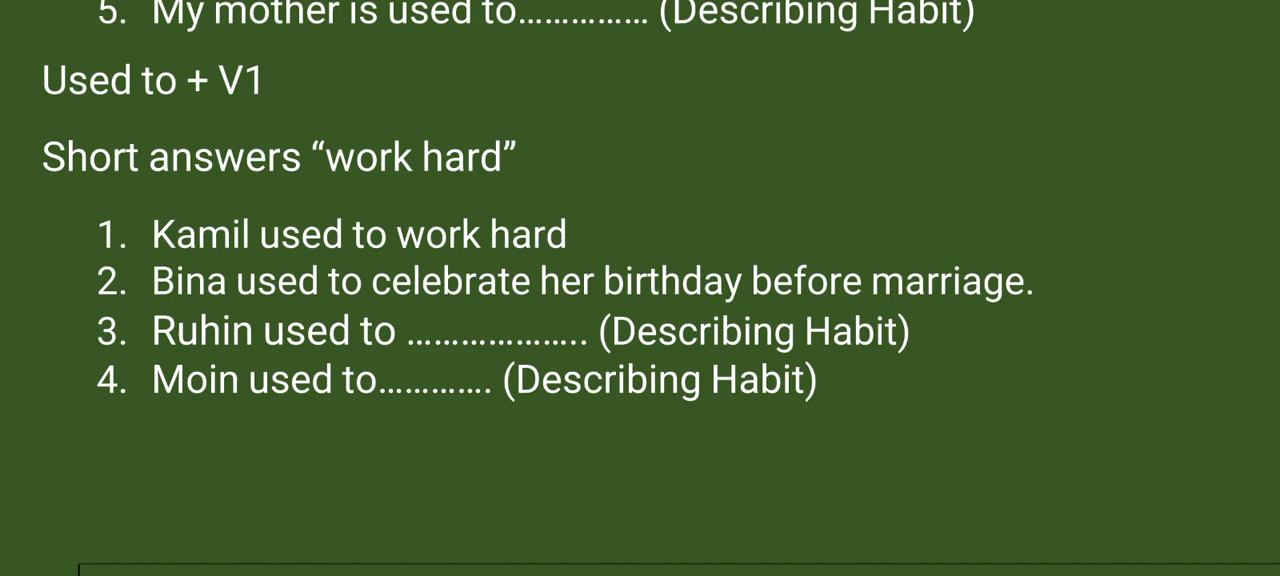 5. My mother is used to…………… (Describing Habit)
Used to + V1
Short answers “work hard”
1. Kamil used to work hard
2. Bina used to celebrate her birthday before marriage.
3. Ruhin used to ……………….. (Describing Habit)
4. Moin used to…………. (Describing Habit)